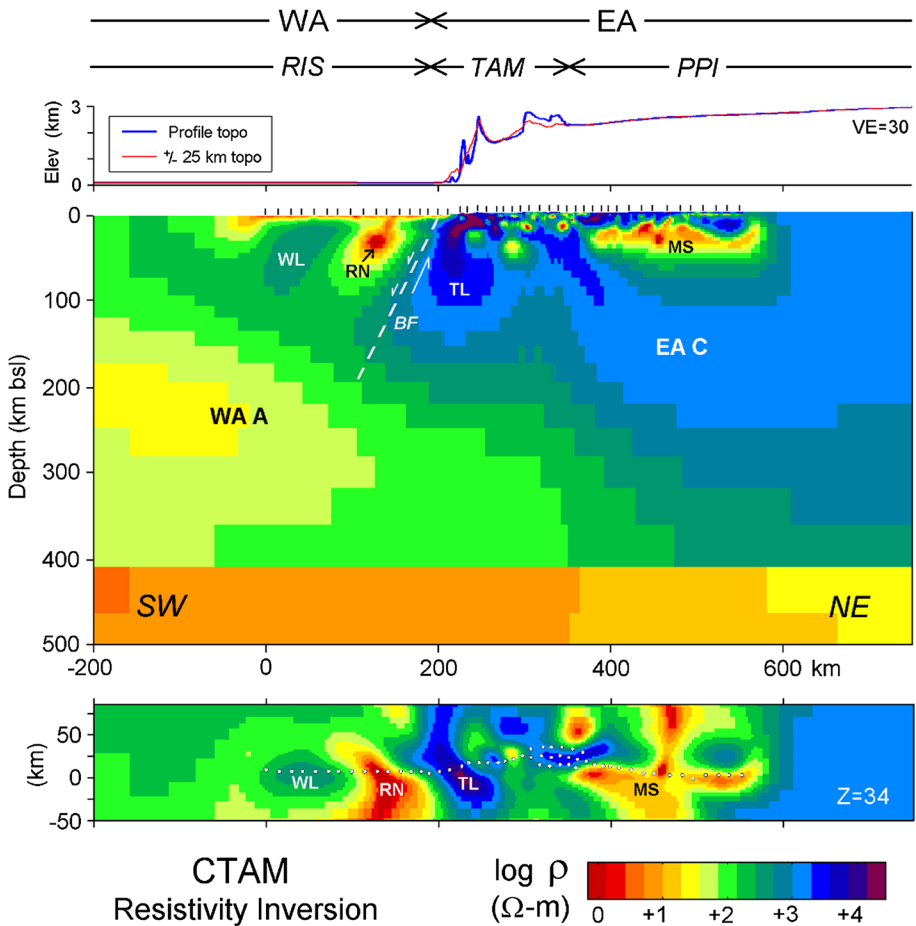 WA EA
RIS TAM PPI
Elev (km)
3
0
Profile topo
+/- 25 km topo
VE=30
Depth (km bsl)
0
100
200
300
400
500
WL
RN
BF
TL
MS
EA C
WA A
SW
NE
-200 0 200 400 600 km
(km)
50
0
-50
WL
RN
TL
MS
Z=34
CTAM
Resistivity Inversion
log ρ
(Ω-m)
0 +1 +2 +3 +4